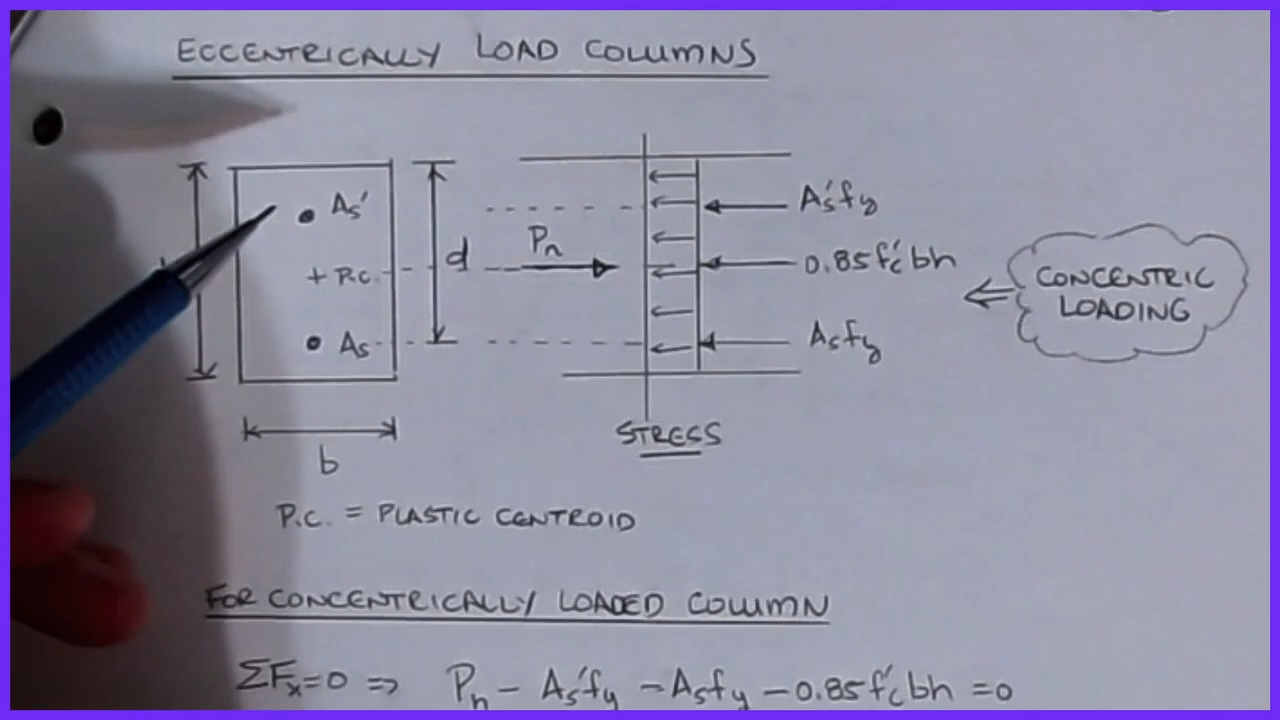 ECCENTRICALLY LOAD COLUMNS
As'
As'fy
Pn
d
0.85f'c bh
+ P.C.
CONCENTRIC
LOADING
As
Asfy
STRESS
b
P.C. = PLASTIC CENTROID
FOR CONCENTRICALLY LOADED COLUMN
ΣFx=0 => Pn - As'fy - Asfy - 0.85f'c bh = 0